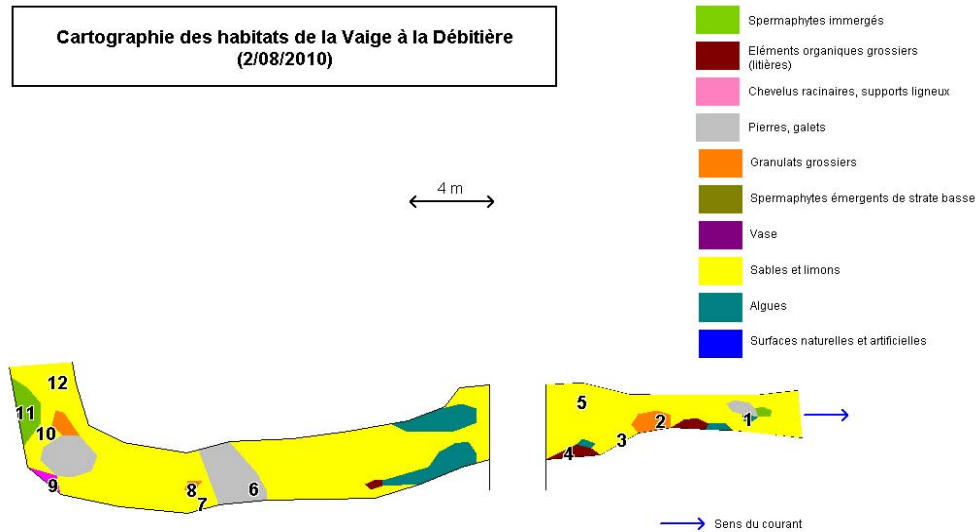 Cartographie des habitats de la Vaige à la Débitière
(2/08/2010)
Spermaphytes immergés
Eléments organiques grossiers
(litières)
Chevelus racinaires, supports ligneux
Pierres, galets
Granulats grossiers
Spermaphytes émergents de strate basse
Vase
Sables et limons
Algues
Surfaces naturelles et artificielles
4 m
12
11
10
9
8
7
6
5
4
3
2
1
Sens du courant